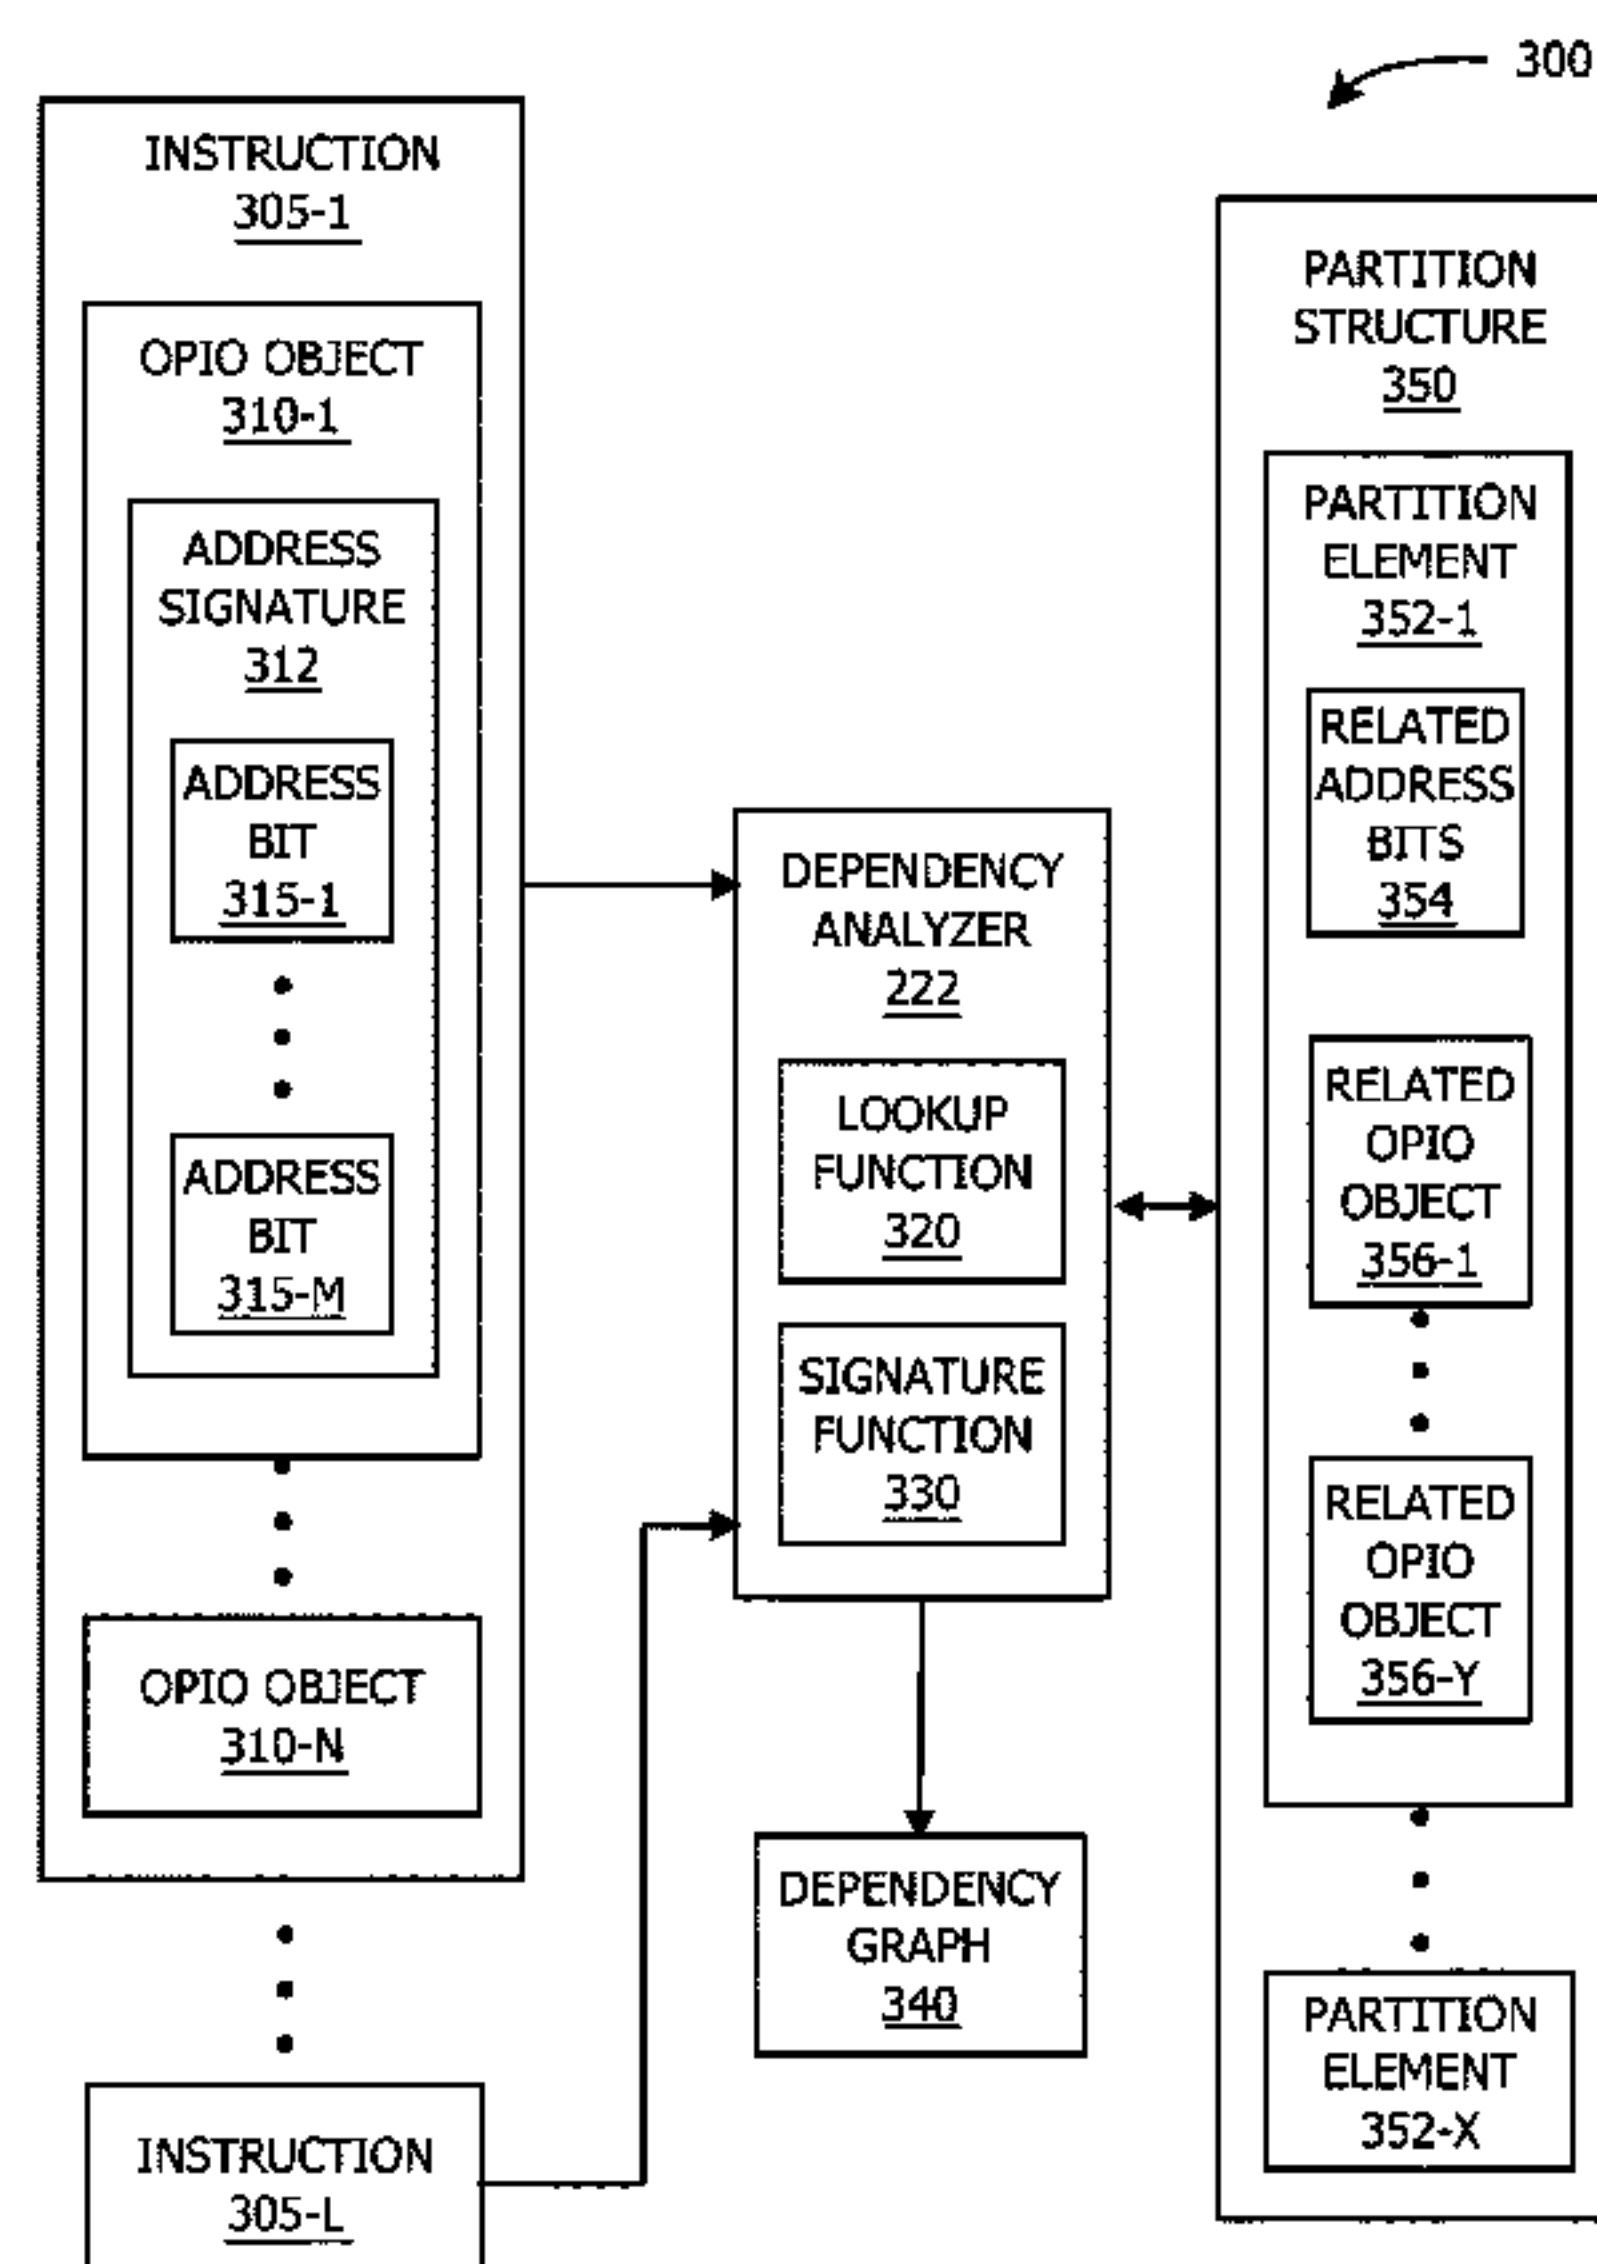 300
INSTRUCTION
305-1
OPIO OBJECT
310-1
ADDRESS
SIGNATURE
312
ADDRESS
BIT
315-1
ADDRESS
BIT
315-M
OPIO OBJECT
310-N
INSTRUCTION
305-L
DEPENDENCY
ANALYZER
222
LOOKUP
FUNCTION
320
SIGNATURE
FUNCTION
330
DEPENDENCY
GRAPH
340
PARTITION
STRUCTURE
350
PARTITION
ELEMENT
352-1
RELATED
ADDRESS
BITS
354
RELATED
OPIO
OBJECT
356-1
RELATED
OPIO
OBJECT
356-Y
PARTITION
ELEMENT
352-X